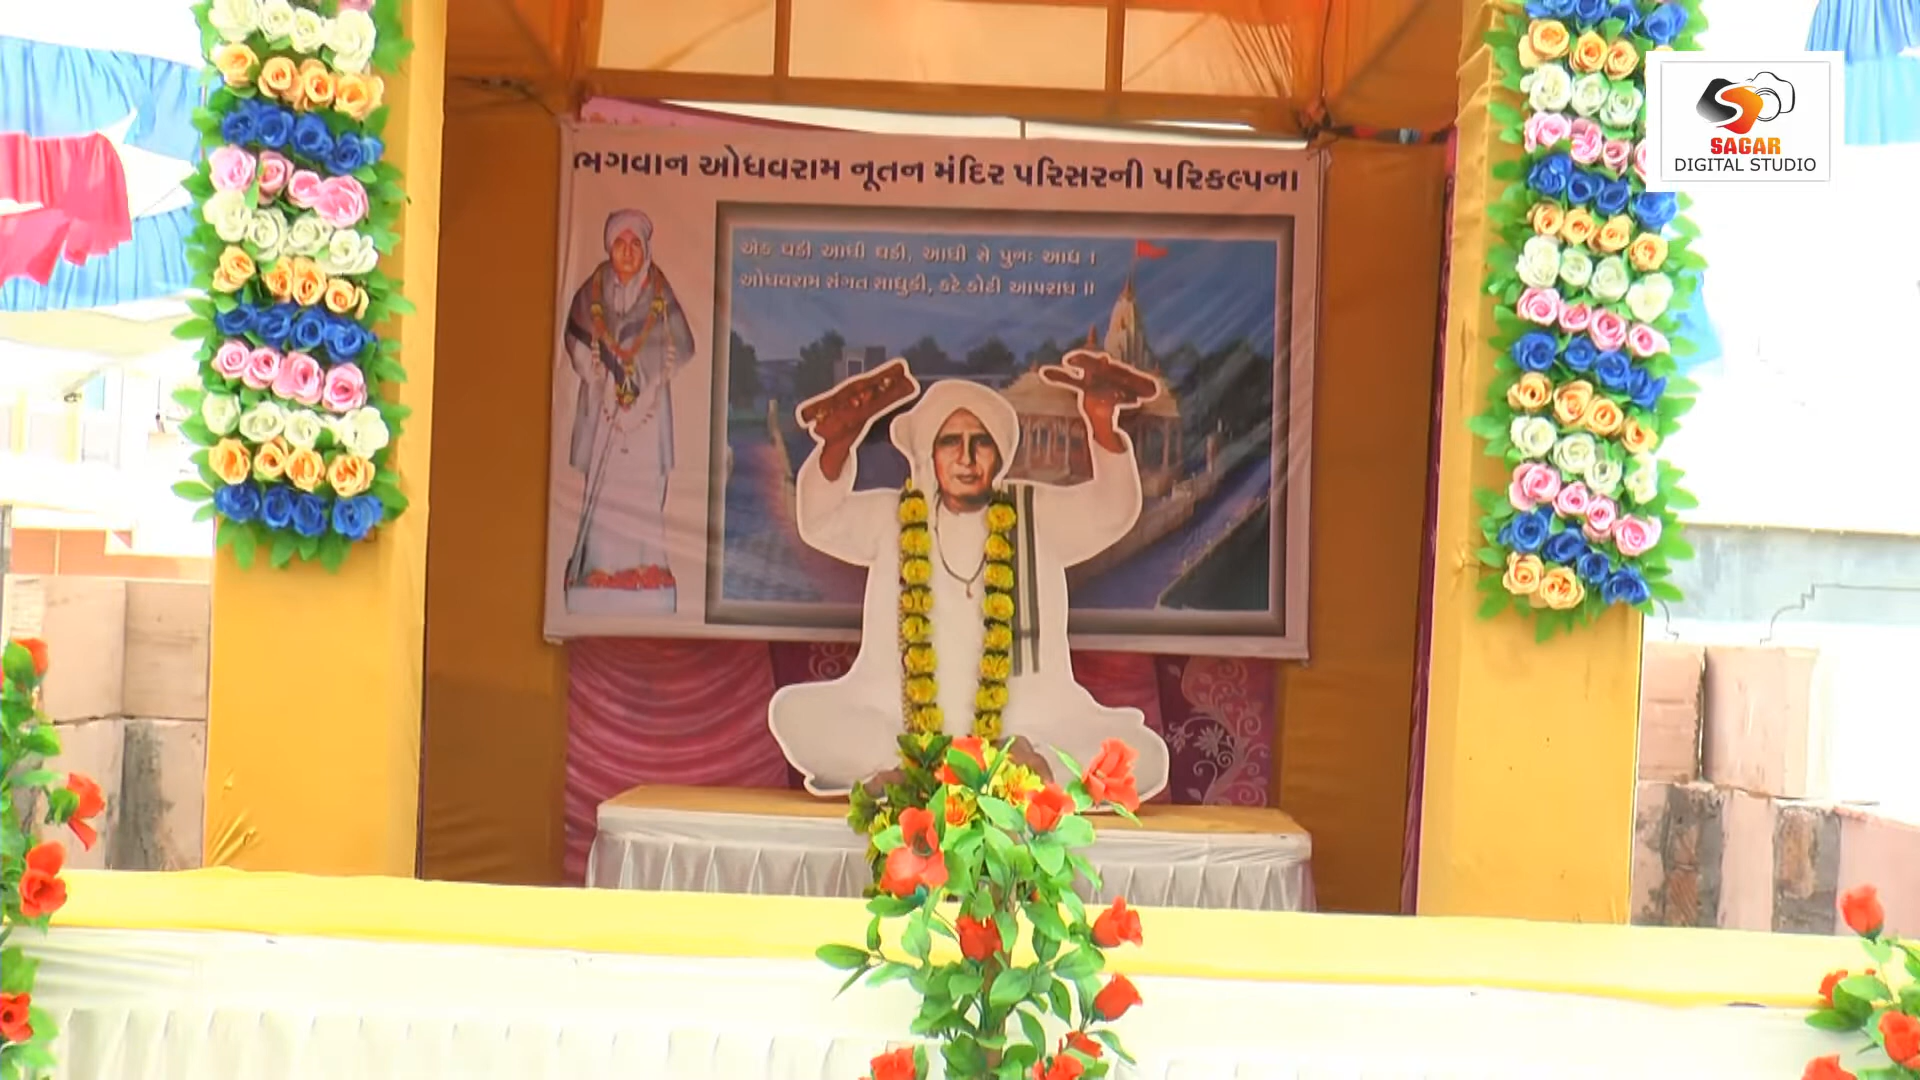 ભગવાન ઓધવરામ નૂતન મંદિર પરિસરની પરિકલ્પના
એક ઘડી આધી ઘડી, આધી સે પુનઃ આધ ।
ઓધવરામ સંગત સાધુકી, કટે કોટી અપરાધ ॥
SAGAR
DIGITAL STUDIO